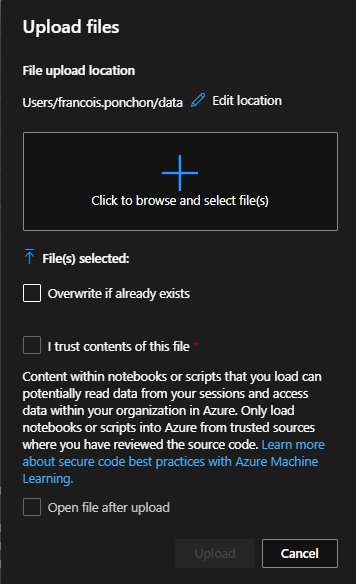 Upload files
File upload location
Users/francois.ponchon/data Edit location
Click to browse and select file(s)
File(s) selected:
Overwrite if already exists
I trust contents of this file *
Content within notebooks or scripts that you load can
potentially read data from your sessions and access
data within your organization in Azure. Only load
notebooks or scripts into Azure from trusted sources
where you have reviewed the source code. Learn more
about secure code best practices with Azure Machine
Learning.
Open file after upload
Upload Cancel